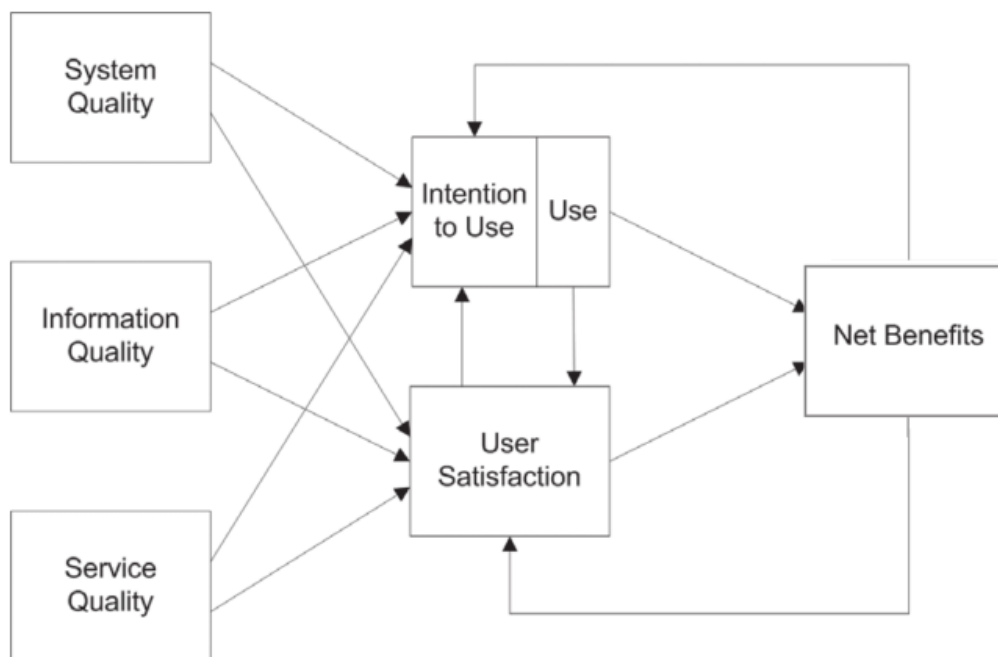 System
Quality
Intention
to Use
Use
Information
Quality
Net Benefits
User
Satisfaction
Service
Quality